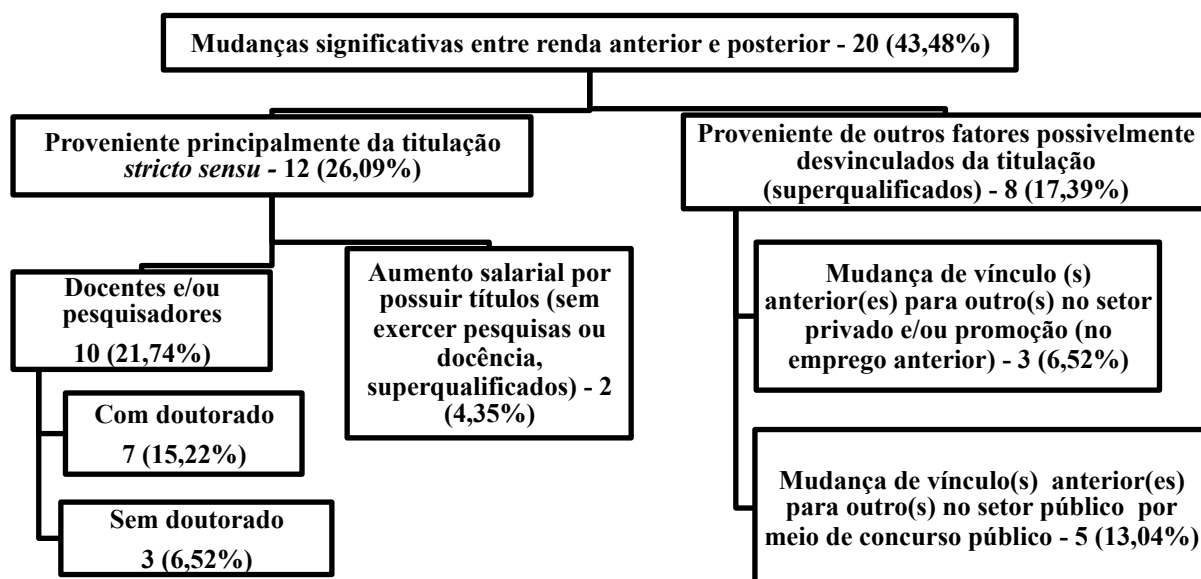 Mudanças significativas entre renda anterior e posterior - 20 (43,48%)
Proveniente principalmente da titulação
stricto sensu - 12 (26,09%)
Docentes e/ou
pesquisadores
10 (21,74%)
Com doutorado
7 (15,22%)
Sem doutorado
3 (6,52%)
Aumento salarial por
possuir títulos (sem
exercer pesquisas ou
docência,
superqualificados) - 2
(4,35%)
Proveniente de outros fatores possivelmente
desvinculados da titulação
(superqualificados) - 8 (17,39%)
Mudança de vínculo (s)
anterior(es) para outro(s) no setor
privado e/ou promoção (no
emprego anterior) - 3 (6,52%)
Mudança de vínculo(s) anterior(es)
para outro(s) no setor público por
meio de concurso público - 5 (13,04%)